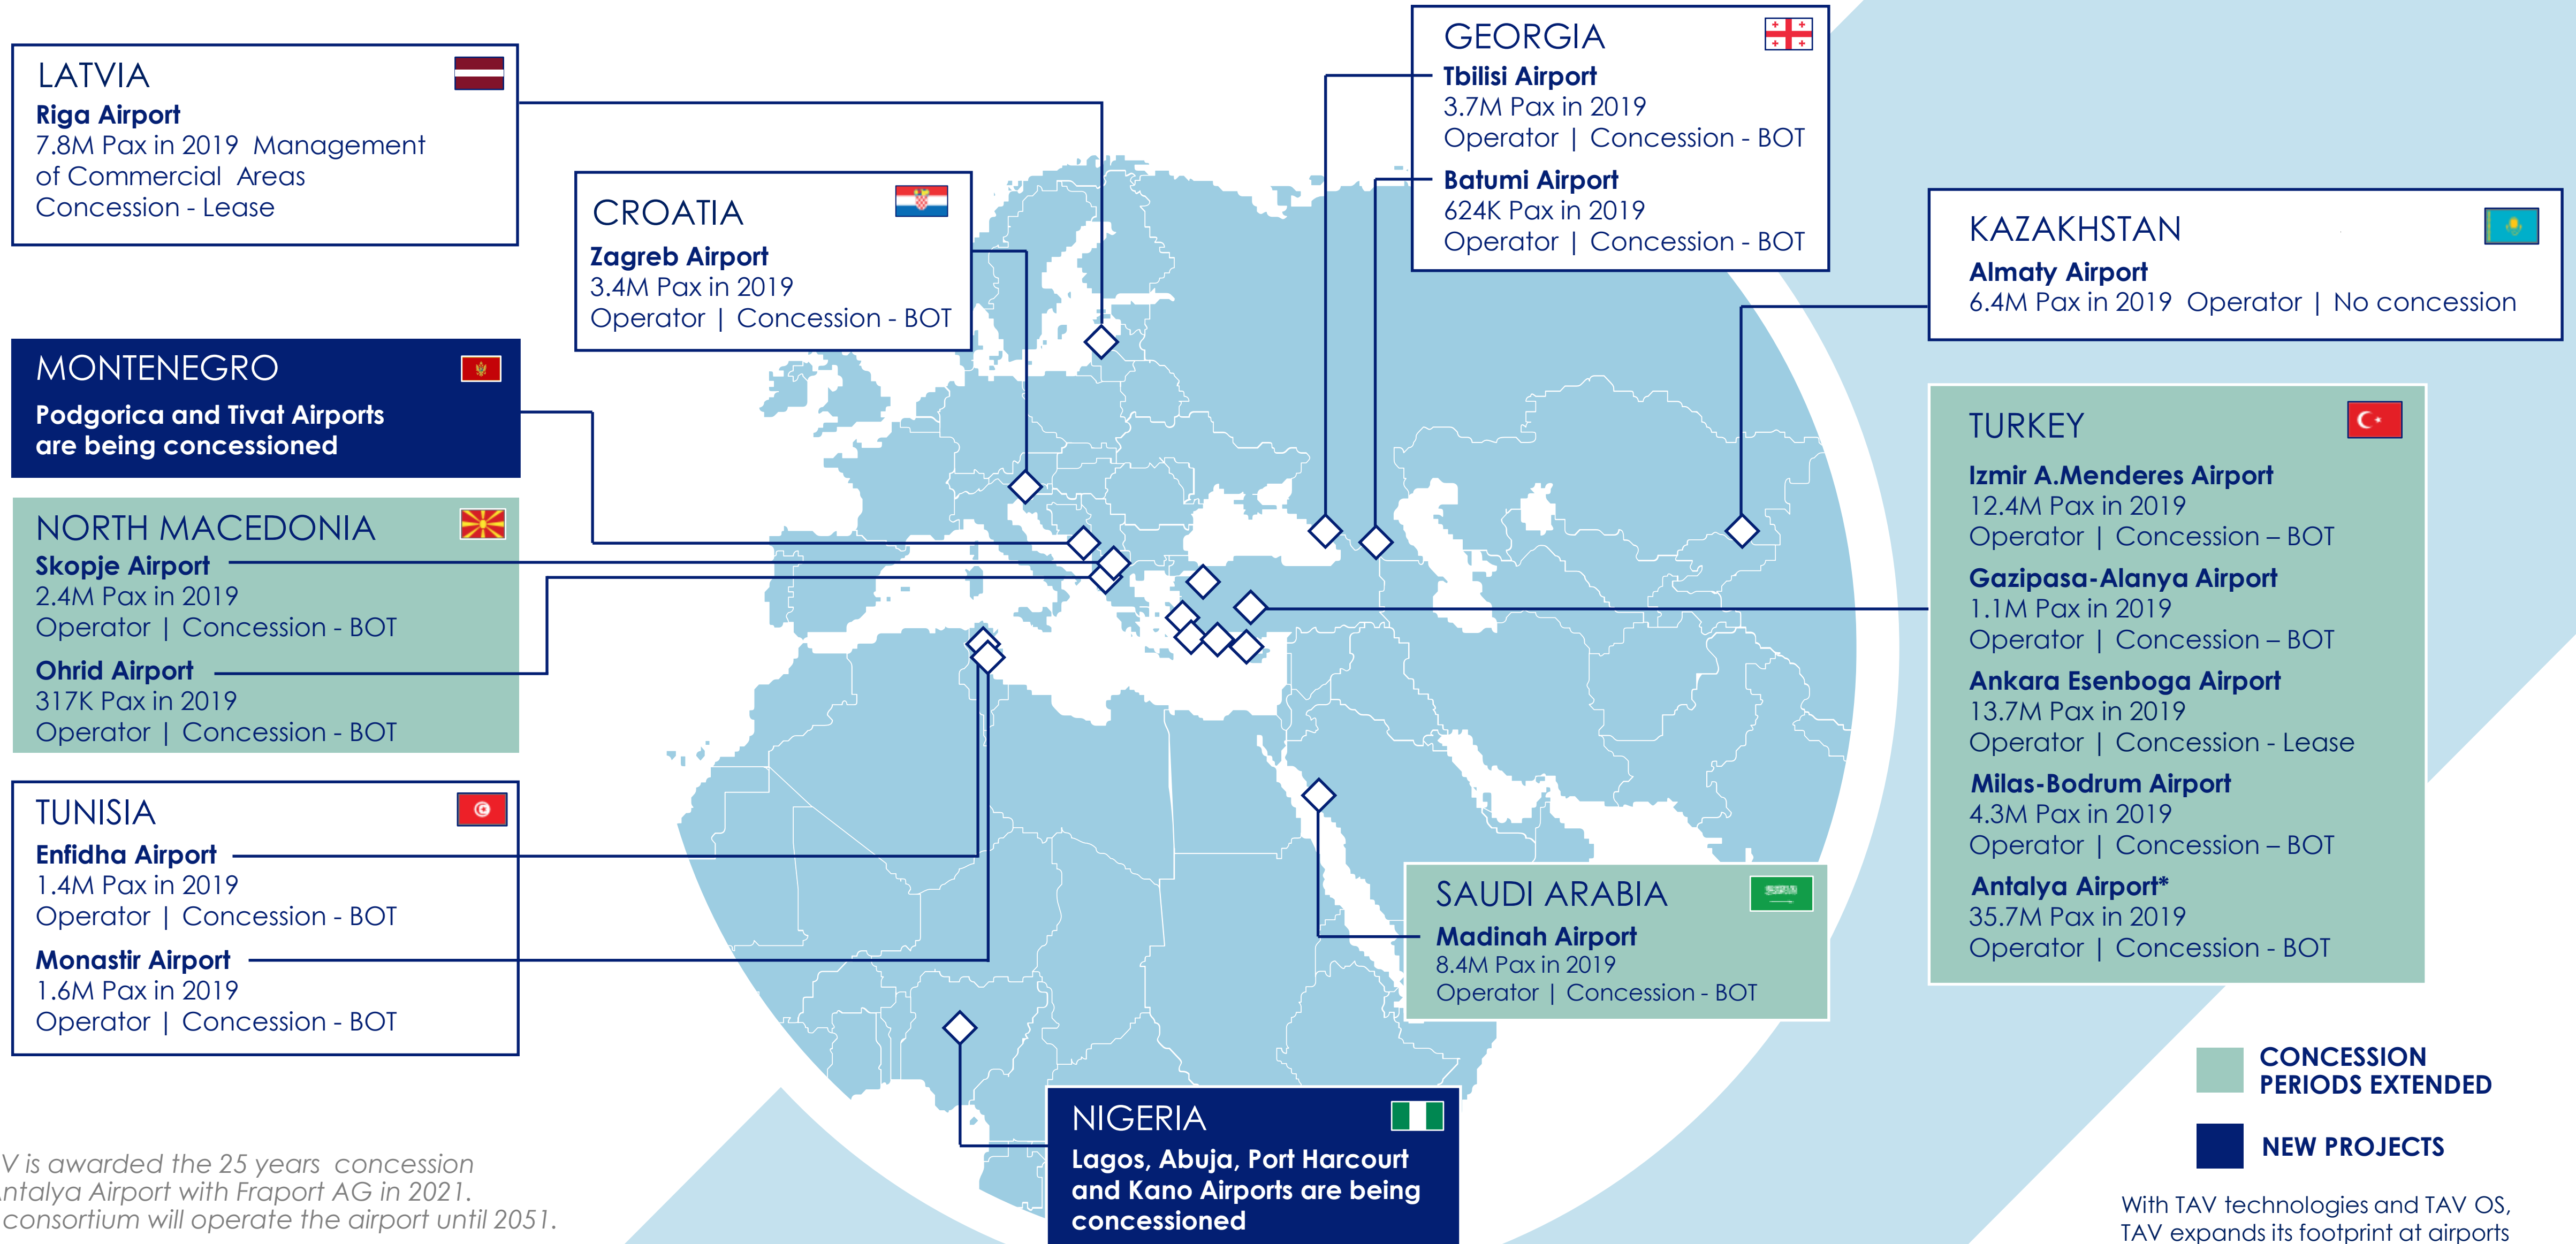 LATVIA
Riga Airport
7.8M Pax in 2019 Management
of Commercial Areas
Concession - Lease
CROATIA
Zagreb Airport
3.4M Pax in 2019
Operator | Concession - BOT
GEORGIA
Tbilisi Airport
3.7M Pax in 2019
Operator | Concession - BOT
Batumi Airport
624K Pax in 2019
Operator | Concession - BOT
KAZAKHSTAN
Almaty Airport
6.4M Pax in 2019 Operator | No concession
MONTENEGRO
Podgorica and Tivat Airports
are being concessioned
NORTH MACEDONIA
Skopje Airport
2.4M Pax in 2019
Operator | Concession - BOT
Ohrid Airport
317K Pax in 2019
Operator | Concession - BOT
TUNISIA
Enfidha Airport
1.4M Pax in 2019
Operator | Concession - BOT
Monastir Airport
1.6M Pax in 2019
Operator | Concession - BOT
TURKEY
Izmir A.Menderes Airport
12.4M Pax in 2019
Operator | Concession – BOT
Gazipasa-Alanya Airport
1.1M Pax in 2019
Operator | Concession – BOT
Ankara Esenboga Airport
13.7M Pax in 2019
Operator | Concession - Lease
Milas-Bodrum Airport
4.3M Pax in 2019
Operator | Concession – BOT
Antalya Airport*
35.7M Pax in 2019
Operator | Concession - BOT
SAUDI ARABIA
Madinah Airport
8.4M Pax in 2019
Operator | Concession - BOT
NIGERIA
Lagos, Abuja, Port Harcourt
and Kano Airports are being
concessioned
CONCESSION
PERIODS EXTENDED
NEW PROJECTS
V is awarded the 25 years concession
ntalya Airport with Fraport AG in 2021.
consortium will operate the airport until 2051.
With TAV technologies and TAV OS,
TAV expands its footprint at airports